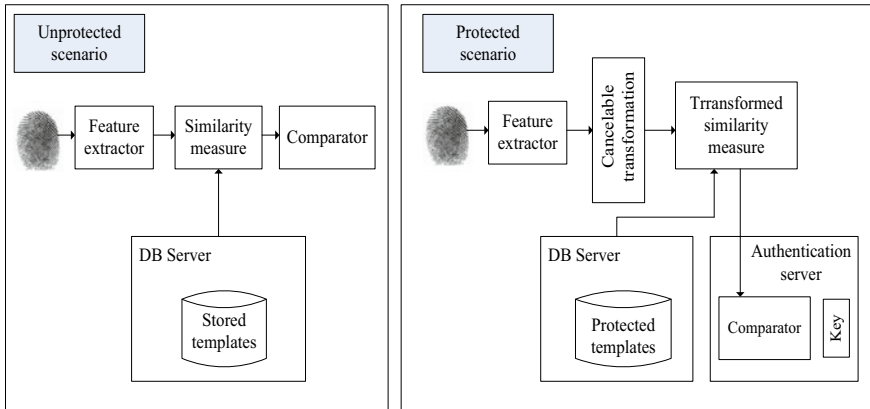 Unprotected
scenario
Feature
extractor
Similarity
measure
Comparator
DB Server
Stored
templates
Protected
scenario
Feature
extractor
Cancelable
transformation
Trransformed
similarity
measure
DB Server
Protected
templates
Authentication
server
Comparator
Key